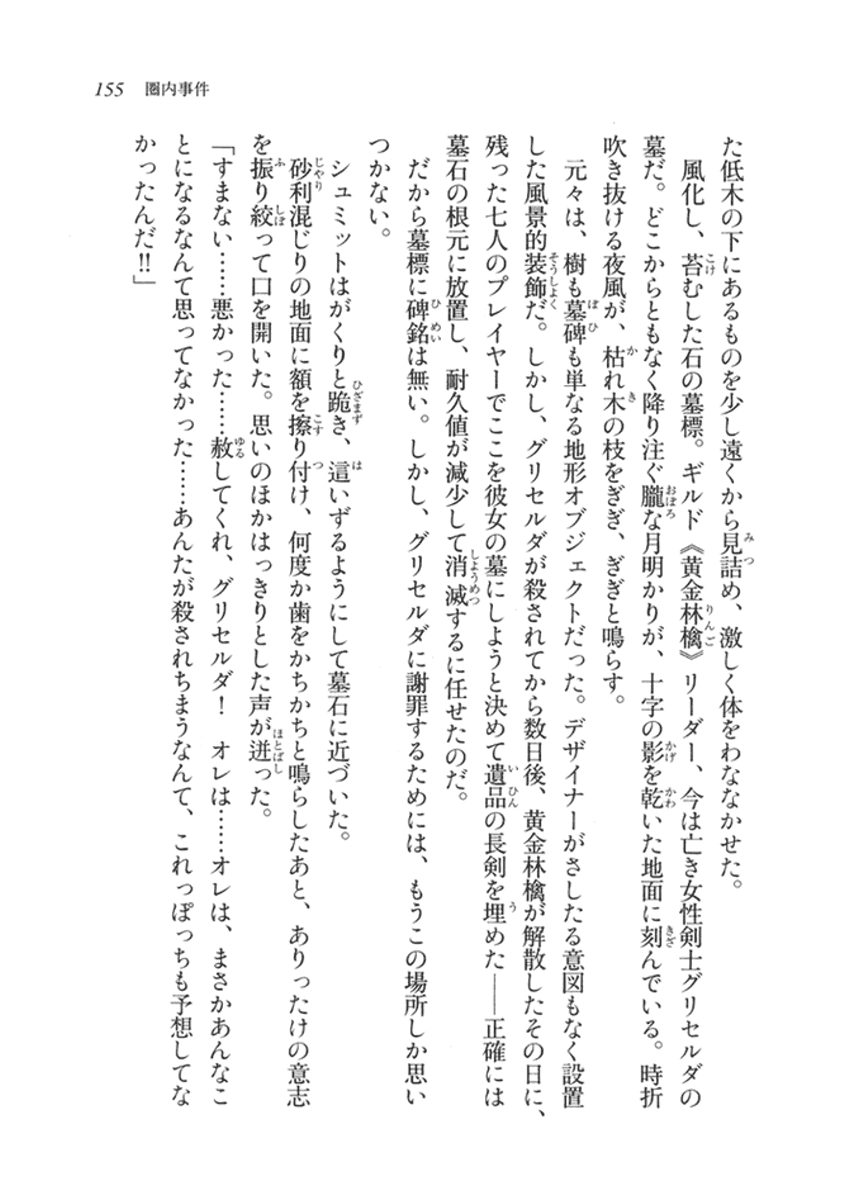 155 圏内事件
た低木の下にあるものを少し遠くから見詰め、激しく体をわななかせた。
　風化し、苔むした石の墓標。ギルド《黄金林檎》リーダー、今は亡き女性剣士グリセルダの
墓だ。どこからともなく降り注ぐ朧な月明かりが、十字の影を乾いた地面に刻んでいる。時折
吹き抜ける夜風が、枯れ木の枝をぎぎ、ぎぎと鳴らす。
　元々は、樹も墓碑も単なる地形オブジェクトだった。デザイナーがさしたる意図もなく設置
した風景的装飾だ。しかし、グリセルダが殺されてから数日後、黄金林檎が解散したその日に、
残った七人のプレイヤーでここを彼女の墓にしようと決めて遺品の長剣を埋めた――正確には
墓石の根元に放置し、耐久値が減少して消滅するに任せたのだ。
　だから墓標に碑銘は無い。しかし、グリセルダに謝罪するためには、もうこの場所しか思い
つかない。
　シュミットはがくりと跪き、這いずるようにして墓石に近づいた。
　砂利混じりの地面に額を擦り付け、何度か歯をかちかちと鳴らしたあと、ありったけの意志
を振り絞って口を開いた。思いのほかはっきりとした声が迸った。
「すまない……悪かった……赦してくれ、グリセルダ！　オレは……オレは、まさかあんなこ
とになるなんて思ってなかった……あんたが殺されちまうなんて、これっぽっちも予想してな
かったんだ!!」